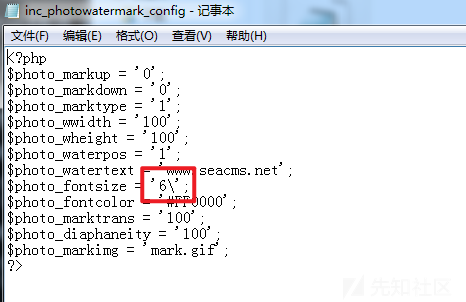 inc_photowatermark_config - 记事本
文件(F) 编辑(E) 格式(O) 查看(V) 帮助(H)
<?php
$photo_markup = '0';
$photo_markdown = '0';
$photo_marktype = '1';
$photo_wwidth = '100';
$photo_wheight = '100';
$photo_waterpos = '1';
$photo_watertext = 'www.seacms.net';
$photo_fontsize = '6\';
$photo_fontcolor = '#FF0000';
$photo_marktrans = '100';
$photo_diaphaneity = '100';
$photo_markimg = 'mark.gif';
?>
先知社区